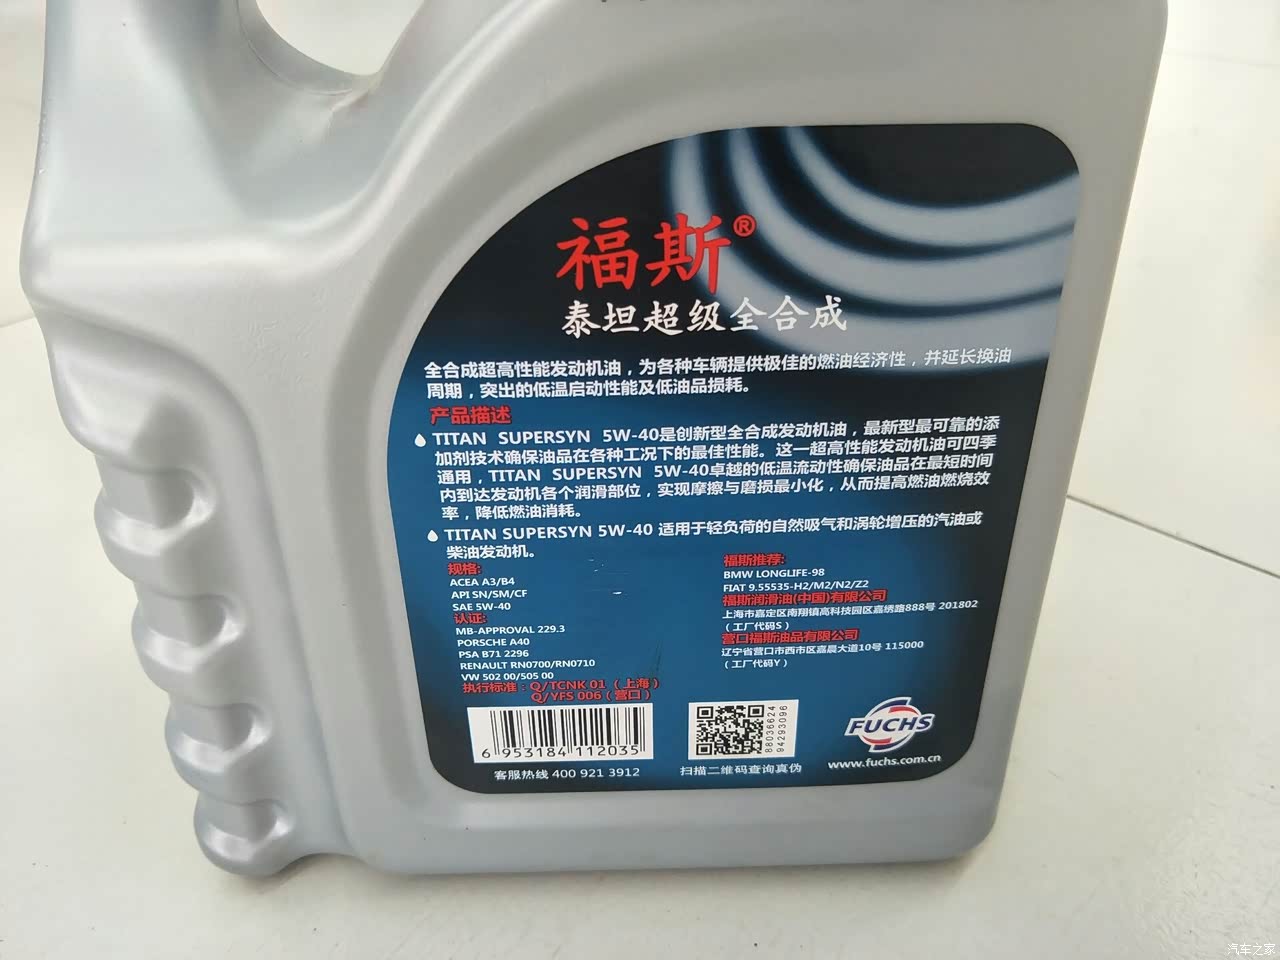 福斯®
泰坦超级全合成
全合成超高性能发动机油，为各种车辆提供极佳的燃油经济性，并延长换油
周期，突出的低温启动性能及低油品损耗。
产品描述
TITAN SUPERSYN 5W-40是创新型全合成发动机油，最新型最可靠的添
加剂技术确保油品在各种工况下的最佳性能。这一超高性能发动机油可四季
通用，TITAN SUPERSYN 5W-40卓越的低温流动性确保油品在最短时间
内到达发动机各个润滑部位，实现摩擦与磨损最小化，从而提高燃油燃烧效
率，降低燃油消耗。
TITAN SUPERSYN 5W-40 适用于轻负荷的自然吸气和涡轮增压的汽油或
柴油发动机。
规格:
ACEA A3/B4
API SN/SM/CF
SAE 5W-40
认证:
MB-APPROVAL 229.3
PORSCHE A40
PSA B71 2296
RENAULT RN0700/RN0710
VW 502 00/505 00
执行标准：Q/TCNK 01（上海）
Q/YFS 006（营口）
福斯推荐:
BMW LONGLIFE-98
FIAT 9.55535-H2/M2/N2/Z2
福斯润滑油(中国)有限公司
上海市嘉定区南翔镇高科技园区嘉绣路888号 201802
（工厂代码S）
营口福斯油品有限公司
辽宁省营口市西市区嘉晨大道10号 115000
（工厂代码Y）
6 953184 112035
客服热线 400 921 3912
88036624
94293096
扫描二维码查询真伪
FUCHS
www.fuchs.com.cn
汽车之家